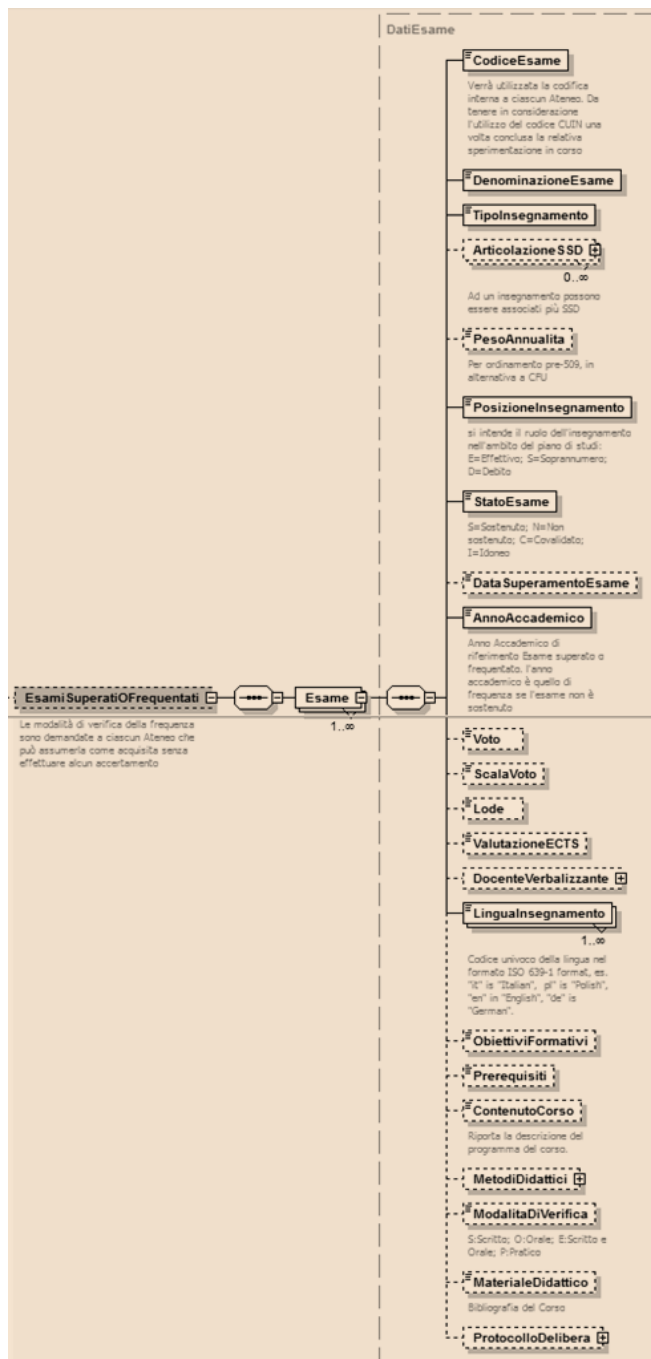 DatiEsame
CodiceEsame
Verrà utilizzata la codifica
interna a ciascun Ateneo. Da
tenere in considerazione
l'utilizzo del codice CUIN una
volta conclusa la relativa
sperimentazione in corso
DenominazioneEsame
TipoInsegnamento
ArticolazioneSSD
0..∞
Ad un insegnamento possono
essere associati più SSD
PesoAnnualita
Per ordinamento pre-509, in
alternativa a CFU
PosizioneInsegnamento
si intende il ruolo dell'insegnamento
nell'ambito del piano di studi:
E=Effettivo; S=Soprannumero;
D=Debito
StatoEsame
S=Sostenuto; N=Non
sostenuto; C=Covalidato;
I=Idoneo
DataSuperamentoEsame
AnnoAccademico
Anno Accademico di
riferimento Esame superato o
frequentato. l'anno
accademico è quello di
frequenza se l'esame non è
sostenuto
EsamiSuperatiOFrequentati
Esame
1..∞
Le modalità di verifica della frequenza
sono demandate a ciascun Ateneo che
può assumerla come acquisita senza
effettuare alcun accertamento
Voto
ScalaVoto
Lode
ValutazioneECTS
DocenteVerbalizzante
LinguaInsegnamento
1..∞
Codice univoco della lingua nel
formato ISO 639-1 format, es.
"it" is "Italian", pl" is "Polish",
"en" in "English", "de" is
"German".
ObiettiviFormativi
Prerequisiti
ContenutoCorso
Riporta la descrizione del
programma del corso.
MetodiDidattici
ModalitaDiVerifica
S:Scritto; O:Orale; E:Scritto e
Orale; P:Pratico
MaterialeDidattico
Bibliografia del Corso
ProtocolloDelibera